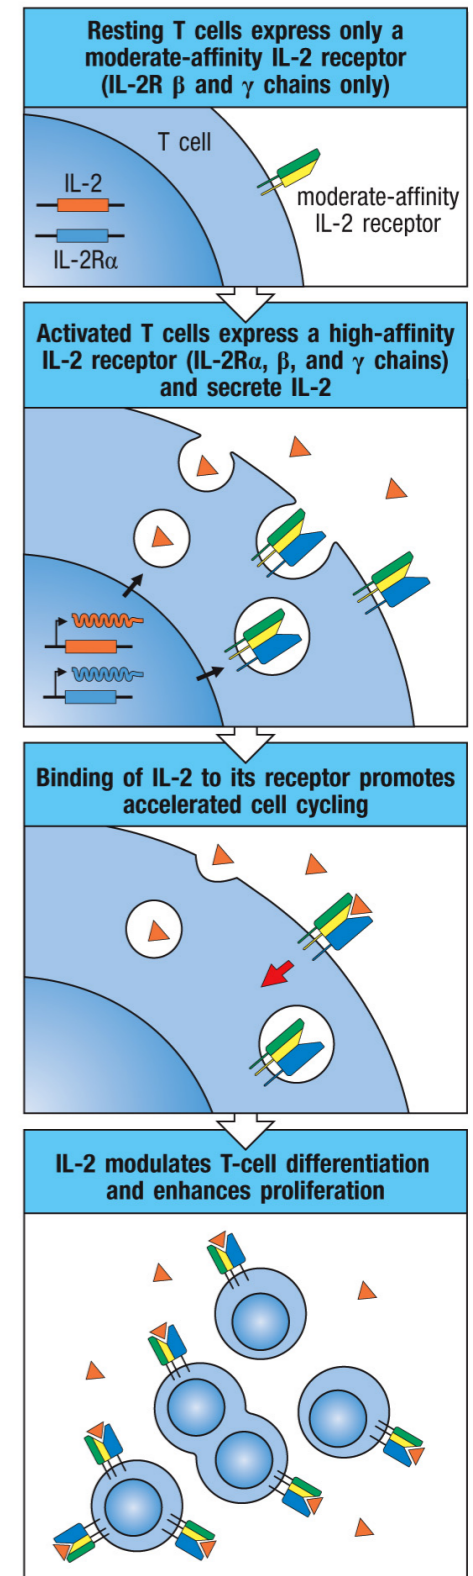 Resting T cells express only a
moderate-affinity IL-2 receptor
(IL-2R β and γ chains only)
T cell
IL-2
moderate-affinity
IL-2 receptor
IL-2Rα
Activated T cells express a high-affinity
IL-2 receptor (IL-2Rα, β, and γ chains)
and secrete IL-2
Binding of IL-2 to its receptor promotes
accelerated cell cycling
IL-2 modulates T-cell differentiation
and enhances proliferation